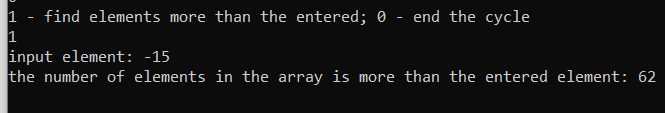 1 - find elements more than the entered; 0 - end the cycle
1
input element: -15
the number of elements in the array is more than the entered element: 62